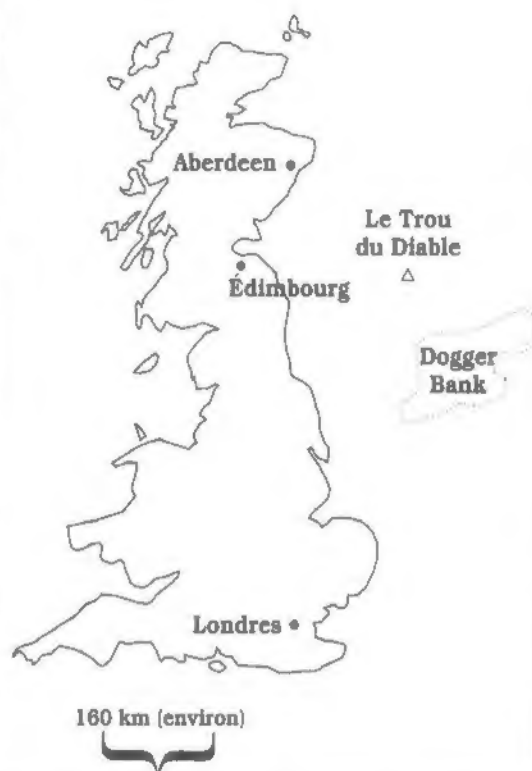 Aberdeen
Le Trou
du Diable
Édimbourg
Dogger
Bank
Londres
160 km (environ)